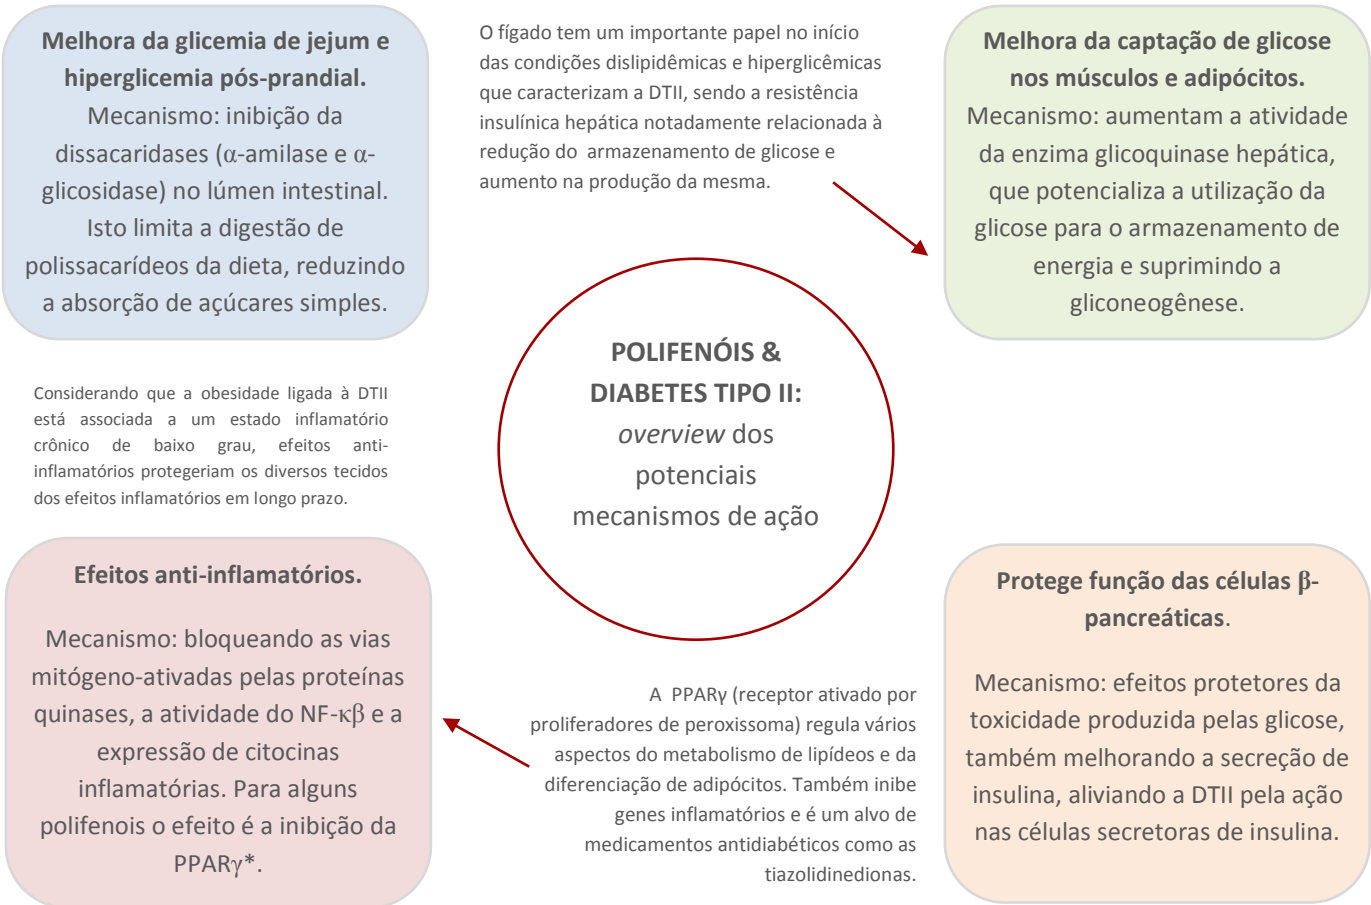 Melhora da glicemia de jejum e
hiperglicemia pós-prandial.
Mecanismo: inibição da
dissacaridases (α-amilase e α-
glicosidase) no lúmen intestinal.
Isto limita a digestão de
polissacarídeos da dieta, reduzindo
a absorção de açúcares simples.
O fígado tem um importante papel no início
das condições dislipidêmicas e hiperglicêmicas
que caracterizam a DTII, sendo a resistência
insulínica hepática notadamente relacionada à
redução do armazenamento de glicose e
aumento na produção da mesma.
Melhora da captação de glicose
nos músculos e adipócitos.
Mecanismo: aumentam a atividade
da enzima glicoquinase hepática,
que potencializa a utilização da
glicose para o armazenamento de
energia e suprimindo a
gliconeogênese.
POLIFENÓIS &
DIABETES TIPO II:
overview dos
potenciais
mecanismos de ação
Considerando que a obesidade ligada à DTII
está associada a um estado inflamatório
crônico de baixo grau, efeitos anti-
inflamatórios protegeriam os diversos tecidos
dos efeitos inflamatórios em longo prazo.
Efeitos anti-inflamatórios.
Mecanismo: bloqueando as vias
mitógeno-ativadas pelas proteínas
quinases, a atividade do NF-κβ e a
expressão de citocinas
inflamatórias. Para alguns
polifenois o efeito é a inibição da
PPARγ*.
A PPARγ (receptor ativado por
proliferadores de peroxissoma) regula vários
aspectos do metabolismo de lipídeos e da
diferenciação de adipócitos. Também inibe
genes inflamatórios e é um alvo de
medicamentos antidiabéticos como as
tiazolidinedionas.
Protege função das células β-
pancreáticas.
Mecanismo: efeitos protetores da
toxicidade produzida pelas glicose,
também melhorando a secreção de
insulina, aliviando a DTII pela ação
nas células secretoras de insulina.